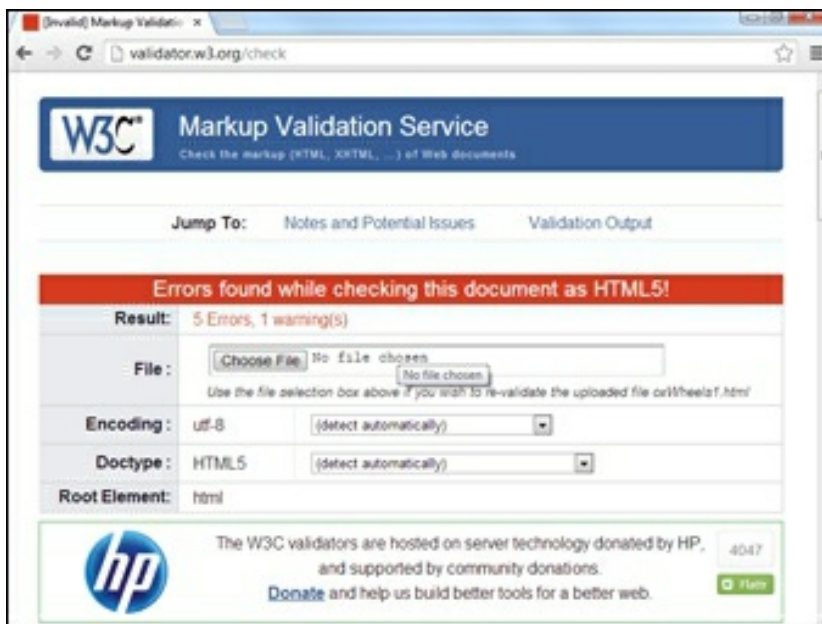 [Invalid] Markup Validatio
validator.w3.org/check
W3C®
Markup Validation Service
Check the markup (HTML, XHTML, ...) of Web documents
Jump To: Notes and Potential Issues Validation Output
Errors found while checking this document as HTML5!
Result: 5 Errors, 1 warning(s)
File : Choose File No file chosen
No file chosen
Use the file selection box above if you wish to re-validate the uploaded file oxWheels1.html
Encoding : utf-8 (detect automatically)
Doctype : HTML5 (detect automatically)
Root Element: html
hp
The W3C validators are hosted on server technology donated by HP,
and supported by community donations.
Donate and help us build better tools for a better web.
4047
Flattr